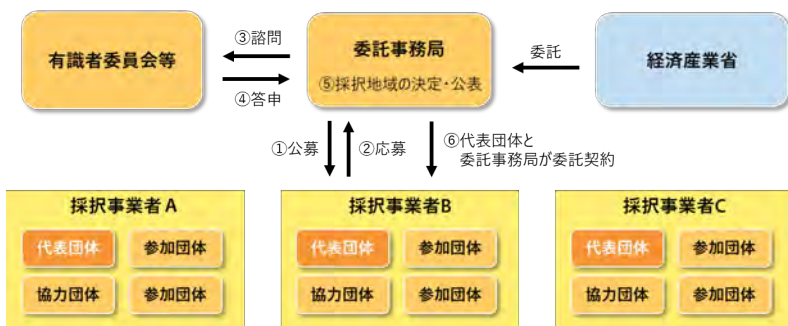 有識者委員会等
③諮問
④答申
委託事務局
⑤採択地域の決定・公表
委託
経済産業省
①公募
②応募
⑥代表団体と
委託事務局が委託契約
採択事業者A
代表団体
参加団体
協力団体
参加団体
採択事業者B
代表団体
参加団体
協力団体
参加団体
採択事業者C
代表団体
参加団体
協力団体
参加団体